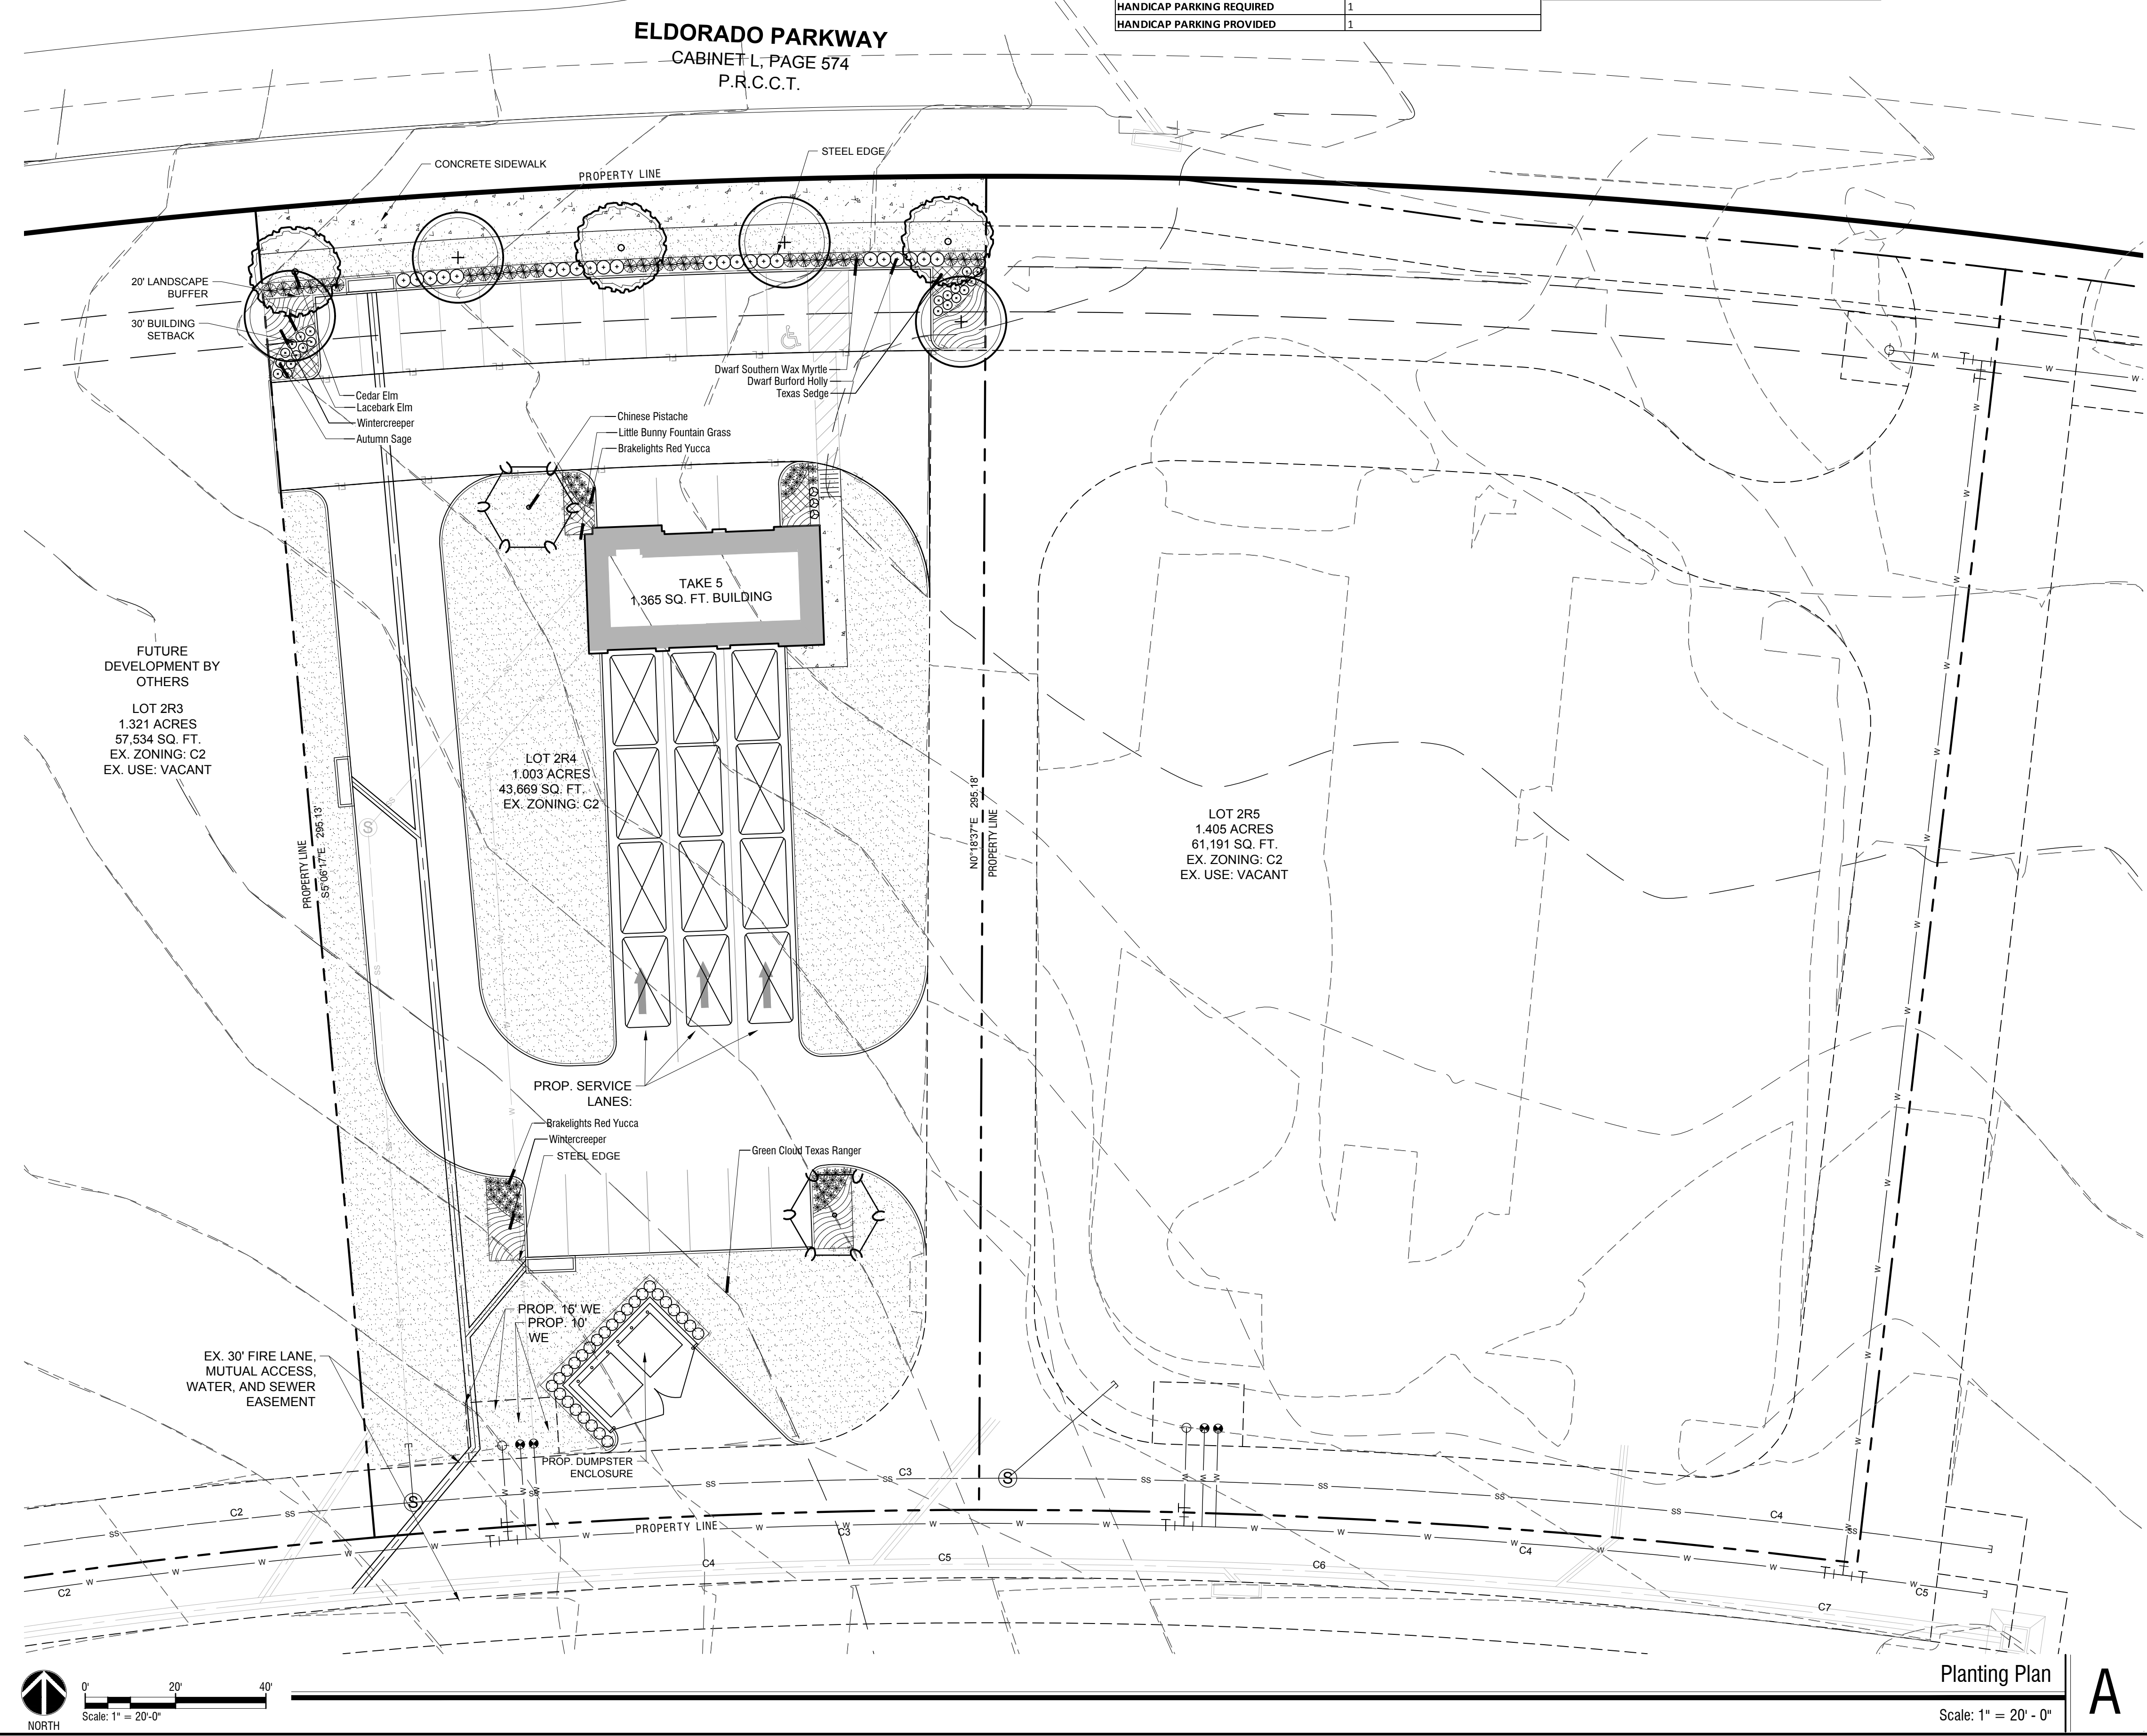 HANDICAP PARKING REQUIRED 1
HANDICAP PARKING PROVIDED 1
ELDORADO PARKWAY
CABINET L, PAGE 574
P.R.C.C.T.
STEEL EDGE
CONCRETE SIDEWALK
PROPERTY LINE
20' LANDSCAPE
BUFFER
30' BUILDING
SETBACK
Dwarf Southern Wax Myrtle
Dwarf Burford Holly
Texas Sedge
Cedar Elm
Lacebark Elm
Wintercreeper
Autumn Sage
Chinese Pistache
Little Bunny Fountain Grass
Brakelights Red Yucca
TAKE 5
1,365 SQ. FT. BUILDING
FUTURE
DEVELOPMENT BY
OTHERS
LOT 2R3
1.321 ACRES
57,534 SQ. FT.
EX. ZONING: C2
EX. USE: VACANT
LOT 2R4
1.003 ACRES
43,669 SQ. FT.
EX. ZONING: C2
LOT 2R5
1.405 ACRES
61,191 SQ. FT.
EX. ZONING: C2
EX. USE: VACANT
PROPERTY LINE
S5°06'17"E 295.13'
N0°18'37"E 295.18'
PROPERTY LINE
PROP. SERVICE
LANES:
Brakelights Red Yucca
Wintercreeper
STEEL EDGE
Green Cloud Texas Ranger
PROP. 15' WE
PROP. 10'
WE
EX. 30' FIRE LANE,
MUTUAL ACCESS,
WATER, AND SEWER
EASEMENT
PROP. DUMPSTER
ENCLOSURE
C3
C2
C4
PROPERTY LINE
C3
C4
C4
C5
C6
C2
C5
C7
S
S
S
SS
W
0' 20' 40'
Scale: 1" = 20'-0"
NORTH
Planting Plan
Scale: 1" = 20' - 0"
A